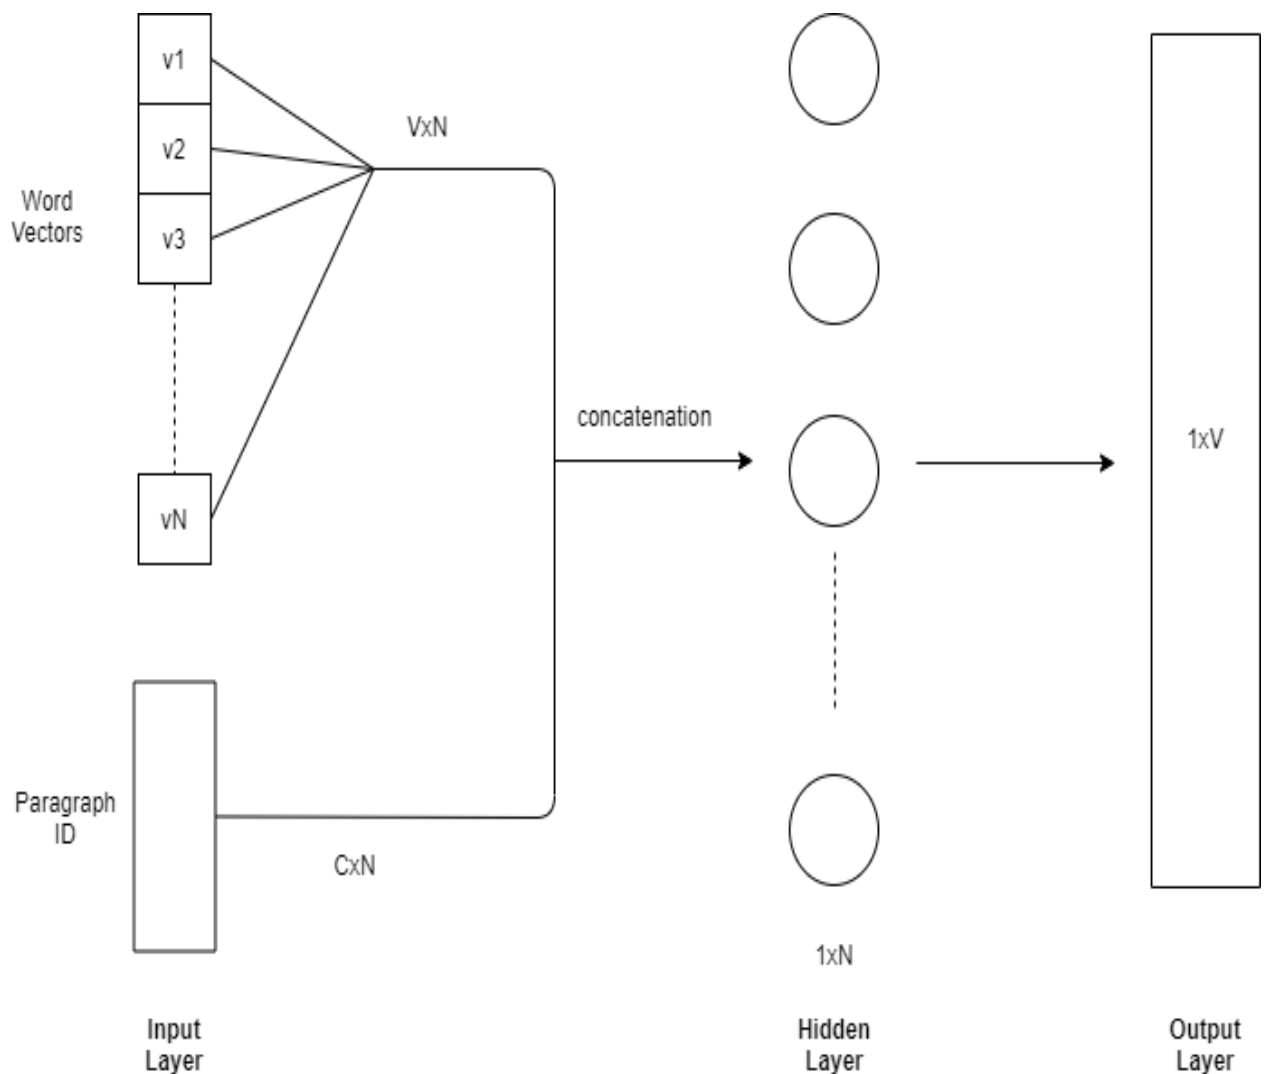 v1
v2
v3
vN
Word
Vectors
VxN
concatenation
1xV
Paragraph
ID
CxN
1xN
Input
Layer
Hidden
Layer
Output
Layer